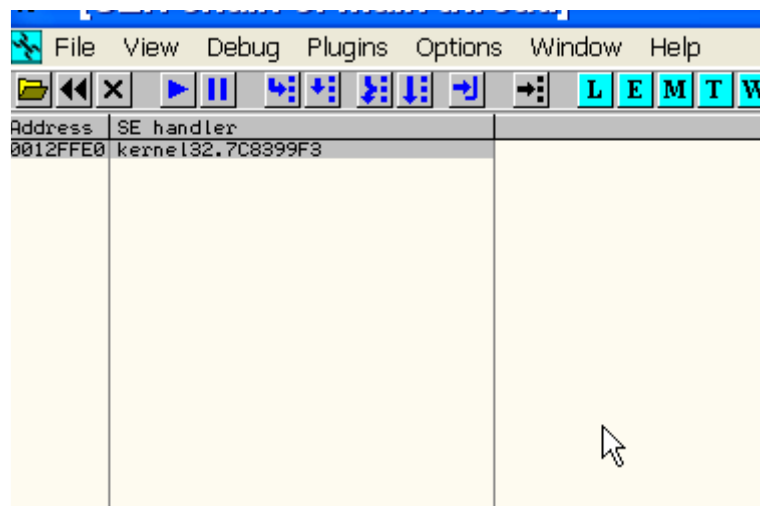 File View Debug Plugins Options Window Help
L E M T W
Address SE handler
0012FFE0 kernel32.7C8399F3